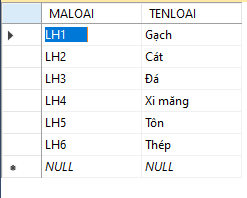 MALOAI TENLOAI
LH1 Gạch
LH2 Cát
LH3 Đá
LH4 Xi măng
LH5 Tôn
LH6 Thép
NULL NULL